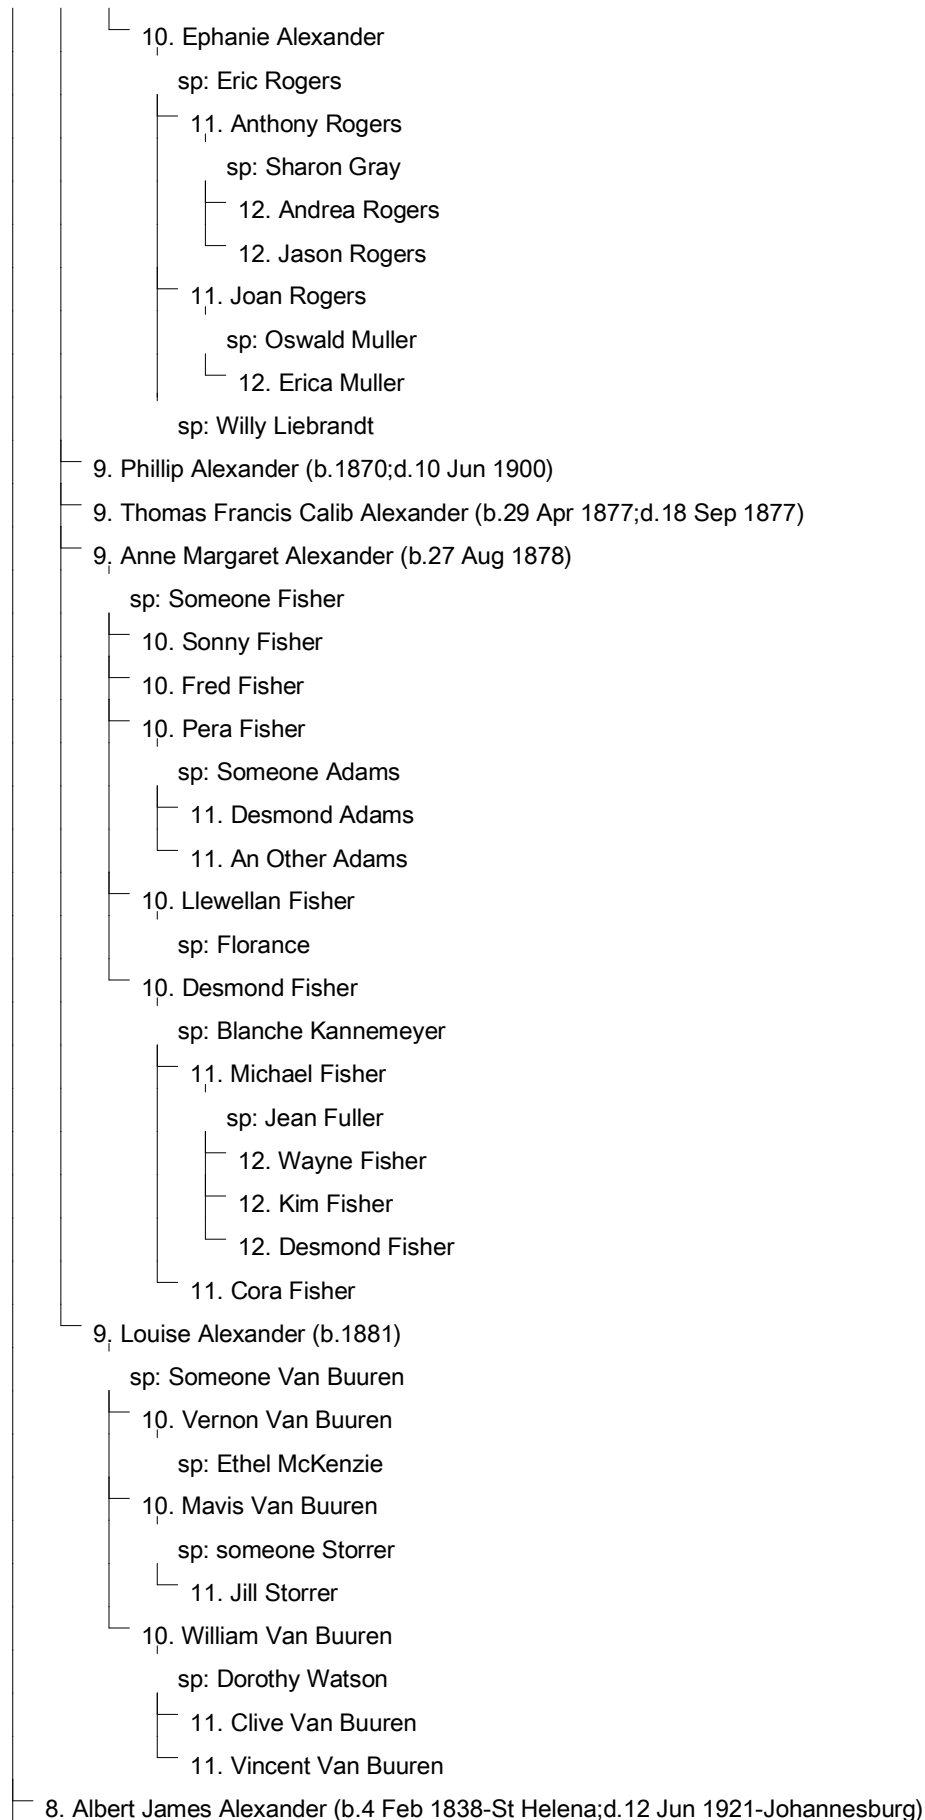 10. Ephanie Alexander
sp: Eric Rogers
11. Anthony Rogers
sp: Sharon Gray
12. Andrea Rogers
12. Jason Rogers
11. Joan Rogers
sp: Oswald Muller
12. Erica Muller
sp: Willy Liebrandt
9. Phillip Alexander (b.1870;d.10 Jun 1900)
9. Thomas Francis Calib Alexander (b.29 Apr 1877;d.18 Sep 1877)
9. Anne Margaret Alexander (b.27 Aug 1878)
sp: Someone Fisher
10. Sonny Fisher
10. Fred Fisher
10. Pera Fisher
sp: Someone Adams
11. Desmond Adams
11. An Other Adams
10. Llewellan Fisher
sp: Florance
10. Desmond Fisher
sp: Blanche Kannemeyer
11. Michael Fisher
sp: Jean Fuller
12. Wayne Fisher
12. Kim Fisher
12. Desmond Fisher
11. Cora Fisher
9. Louise Alexander (b.1881)
sp: Someone Van Buuren
10. Vernon Van Buuren
sp: Ethel McKenzie
10. Mavis Van Buuren
sp: someone Storrer
11. Jill Storrer
10. William Van Buuren
sp: Dorothy Watson
11. Clive Van Buuren
11. Vincent Van Buuren
8. Albert James Alexander (b.4 Feb 1838-St Helena;d.12 Jun 1921-Johannesburg)